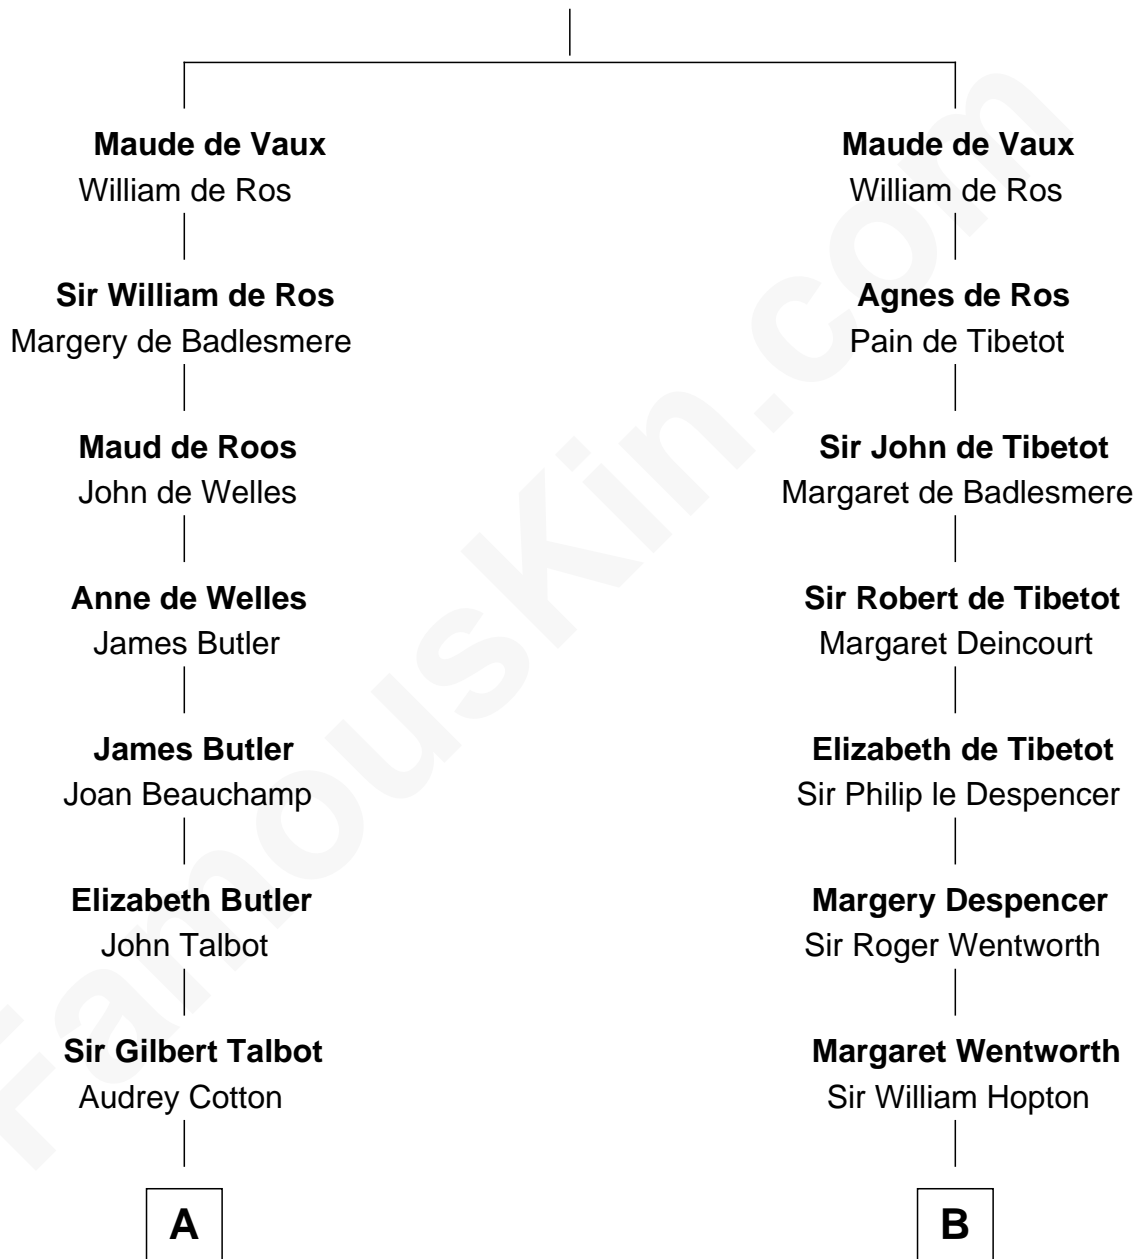 Maude de Vaux
William de Ros
Sir William de Ros
Margery de Badlesmere
Maud de Roos
John de Welles
Anne de Welles
James Butler
James Butler
Joan Beauchamp
Elizabeth Butler
John Talbot
Sir Gilbert Talbot
Audrey Cotton
A
Maude de Vaux
William de Ros
Agnes de Ros
Pain de Tibetot
Sir John de Tibetot
Margaret de Badlesmere
Sir Robert de Tibetot
Margaret Deincourt
Elizabeth de Tibetot
Sir Philip le Despencer
Margery Despencer
Sir Roger Wentworth
Margaret Wentworth
Sir William Hopton
B
FamousKin.com